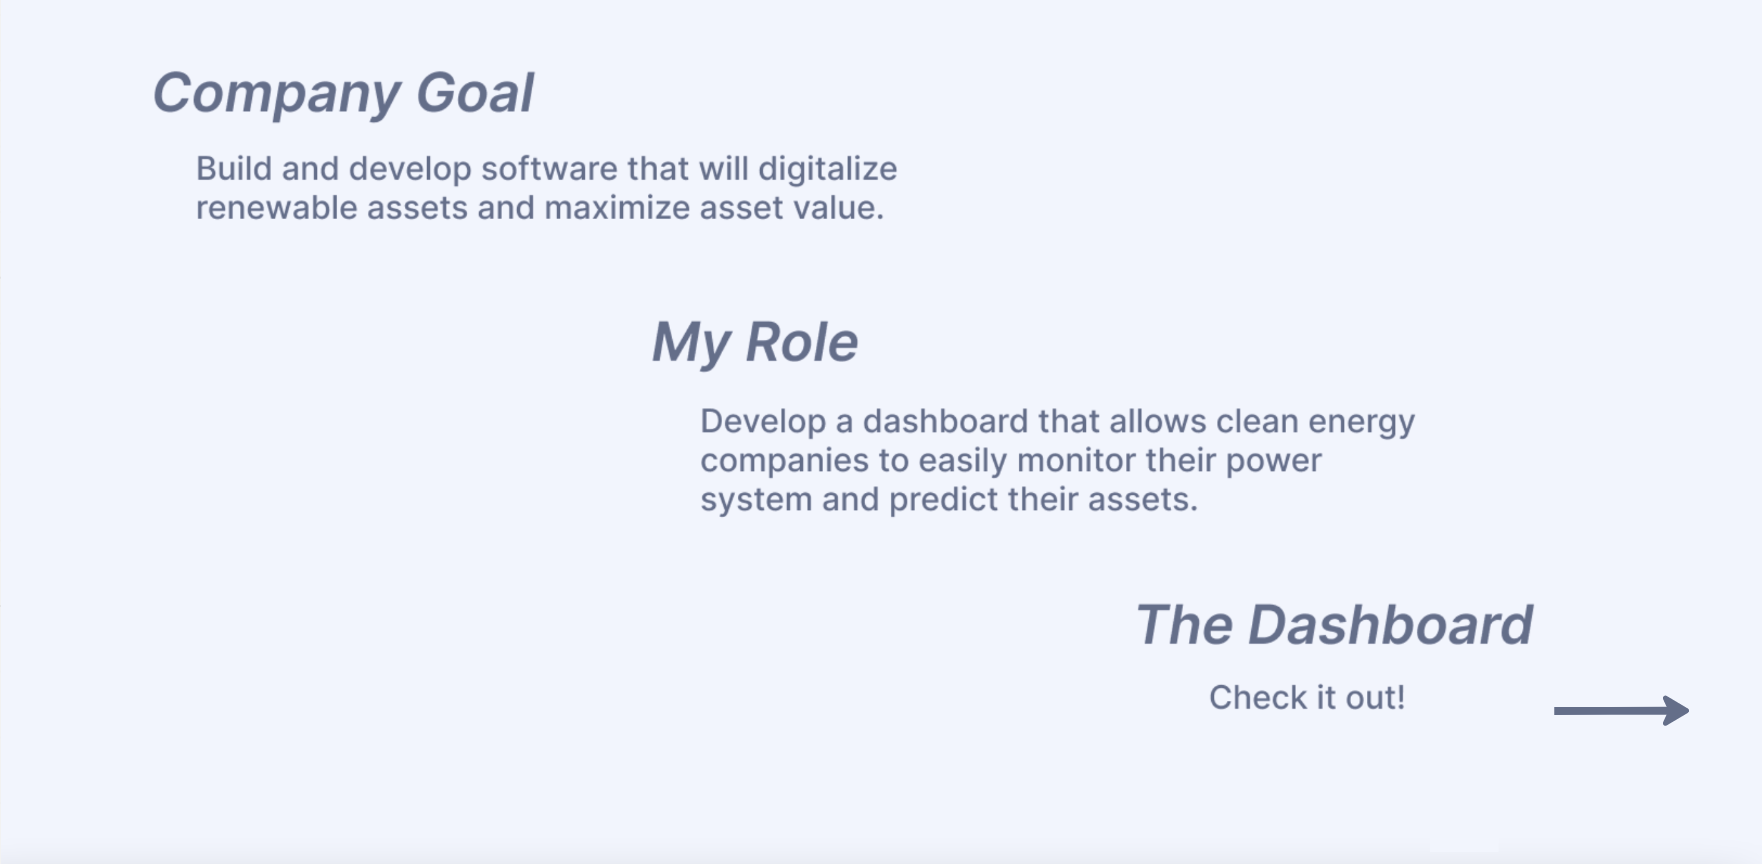 Company Goal
Build and develop software that will digitalize
renewable assets and maximize asset value.
My Role
Develop a dashboard that allows clean energy
companies to easily monitor their power
system and predict their assets.
The Dashboard
Check it out!